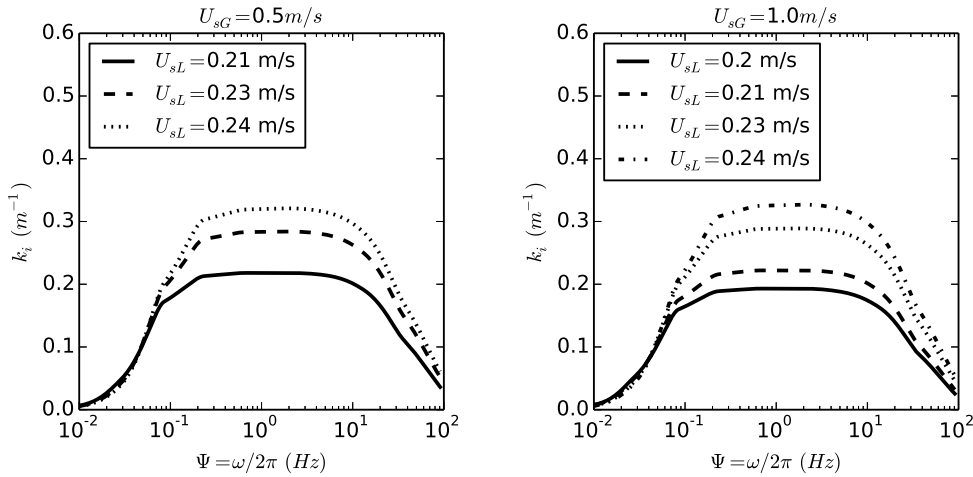 U_sG=0.5m/s
0.6
0.5
0.4
0.3
0.2
0.1
0.0
k_i (m^-1)
U_sL=0.21 m/s
U_sL=0.23 m/s
U_sL=0.24 m/s
10^-2 10^-1 10^0 10^1 10^2
Ψ=ω/2π (Hz)
U_sG=1.0m/s
0.6
0.5
0.4
0.3
0.2
0.1
0.0
k_i (m^-1)
U_sL=0.2 m/s
U_sL=0.21 m/s
U_sL=0.23 m/s
U_sL=0.24 m/s
10^-2 10^-1 10^0 10^1 10^2
Ψ=ω/2π (Hz)